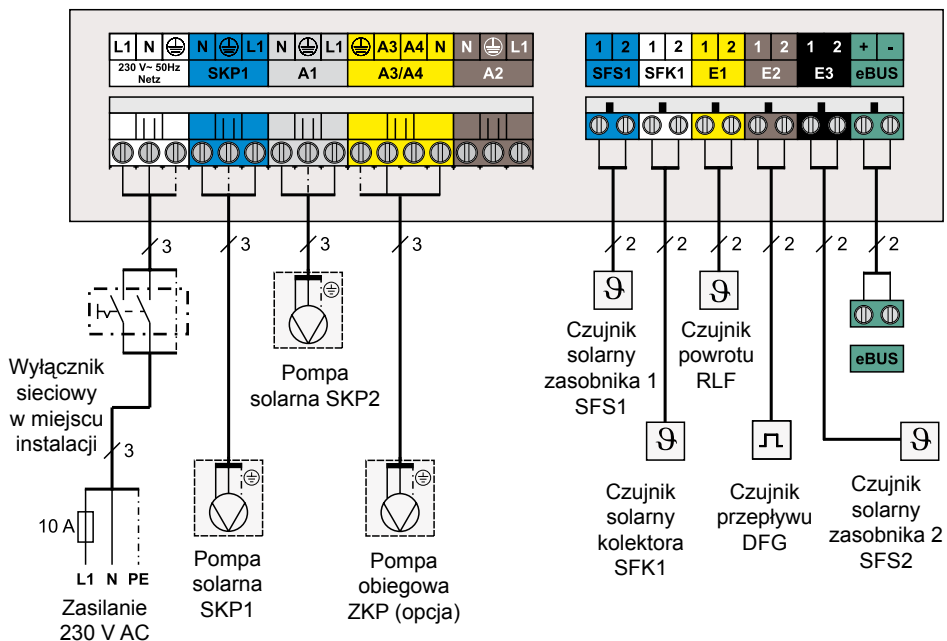 L1 N N L1 N L1 A3 A4 N N L1
230 V~ 50Hz
Netz
SKP1 A1 A3/A4 A2
1 2 1 2 1 2 1 2 1 2 + -
SFS1 SFK1 E1 E2 E3 eBUS
3 3 3 3 2 2 2 2 2 2
Wyłącznik
sieciowy
w miejscu
instalacji
3
10 A
L1 N PE
Zasilanie
230 V AC
Pompa
solarna
SKP1
Pompa
solarna SKP2
Pompa
obiegowa
ZKP (opcja)
ϑ
Czujnik
solarny
zasobnika 1
SFS1
ϑ
Czujnik
solarny
kolektora
SFK1
ϑ
Czujnik
powrotu
RLF
Czujnik
przepływu
DFG
eBUS
ϑ
Czujnik
solarny
zasobnika 2
SFS2